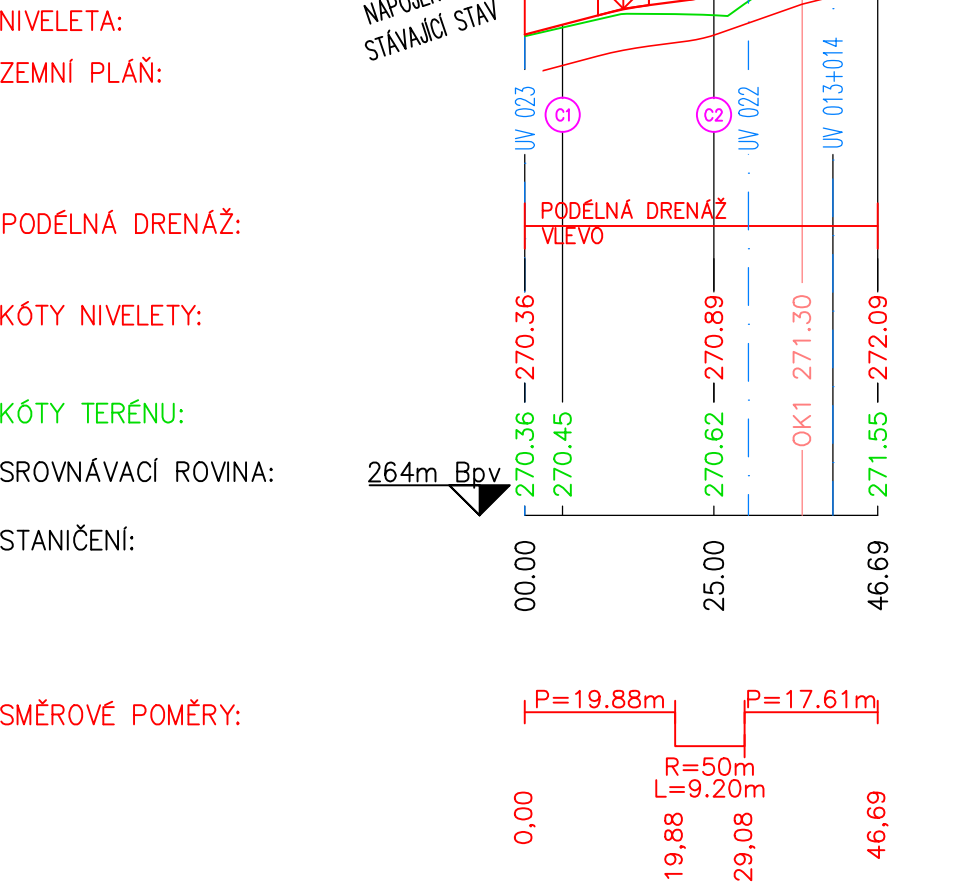 NIVELETA:
STÁVAJÍCÍ STAV
ZEMNÍ PLÁŇ:
UV 023
C1
C2
UV 022
UV 013+014
PODÉLNÁ DRENÁŽ:
PODÉLNÁ DRENÁŽ
VLEVO
KÓTY NIVELETY:
270.36
270.89
OK1 271.30
272.09
KÓTY TERÉNU:
270.36
270.45
270.62
271.55
SROVNÁVACÍ ROVINA:
264m Bpv
STANIČENÍ:
00.00
25.00
46.69
SMĚROVÉ POMĚRY:
P=19.88m
P=17.61m
R=50m
L=9.20m
0,00
19,88
29,08
46,69